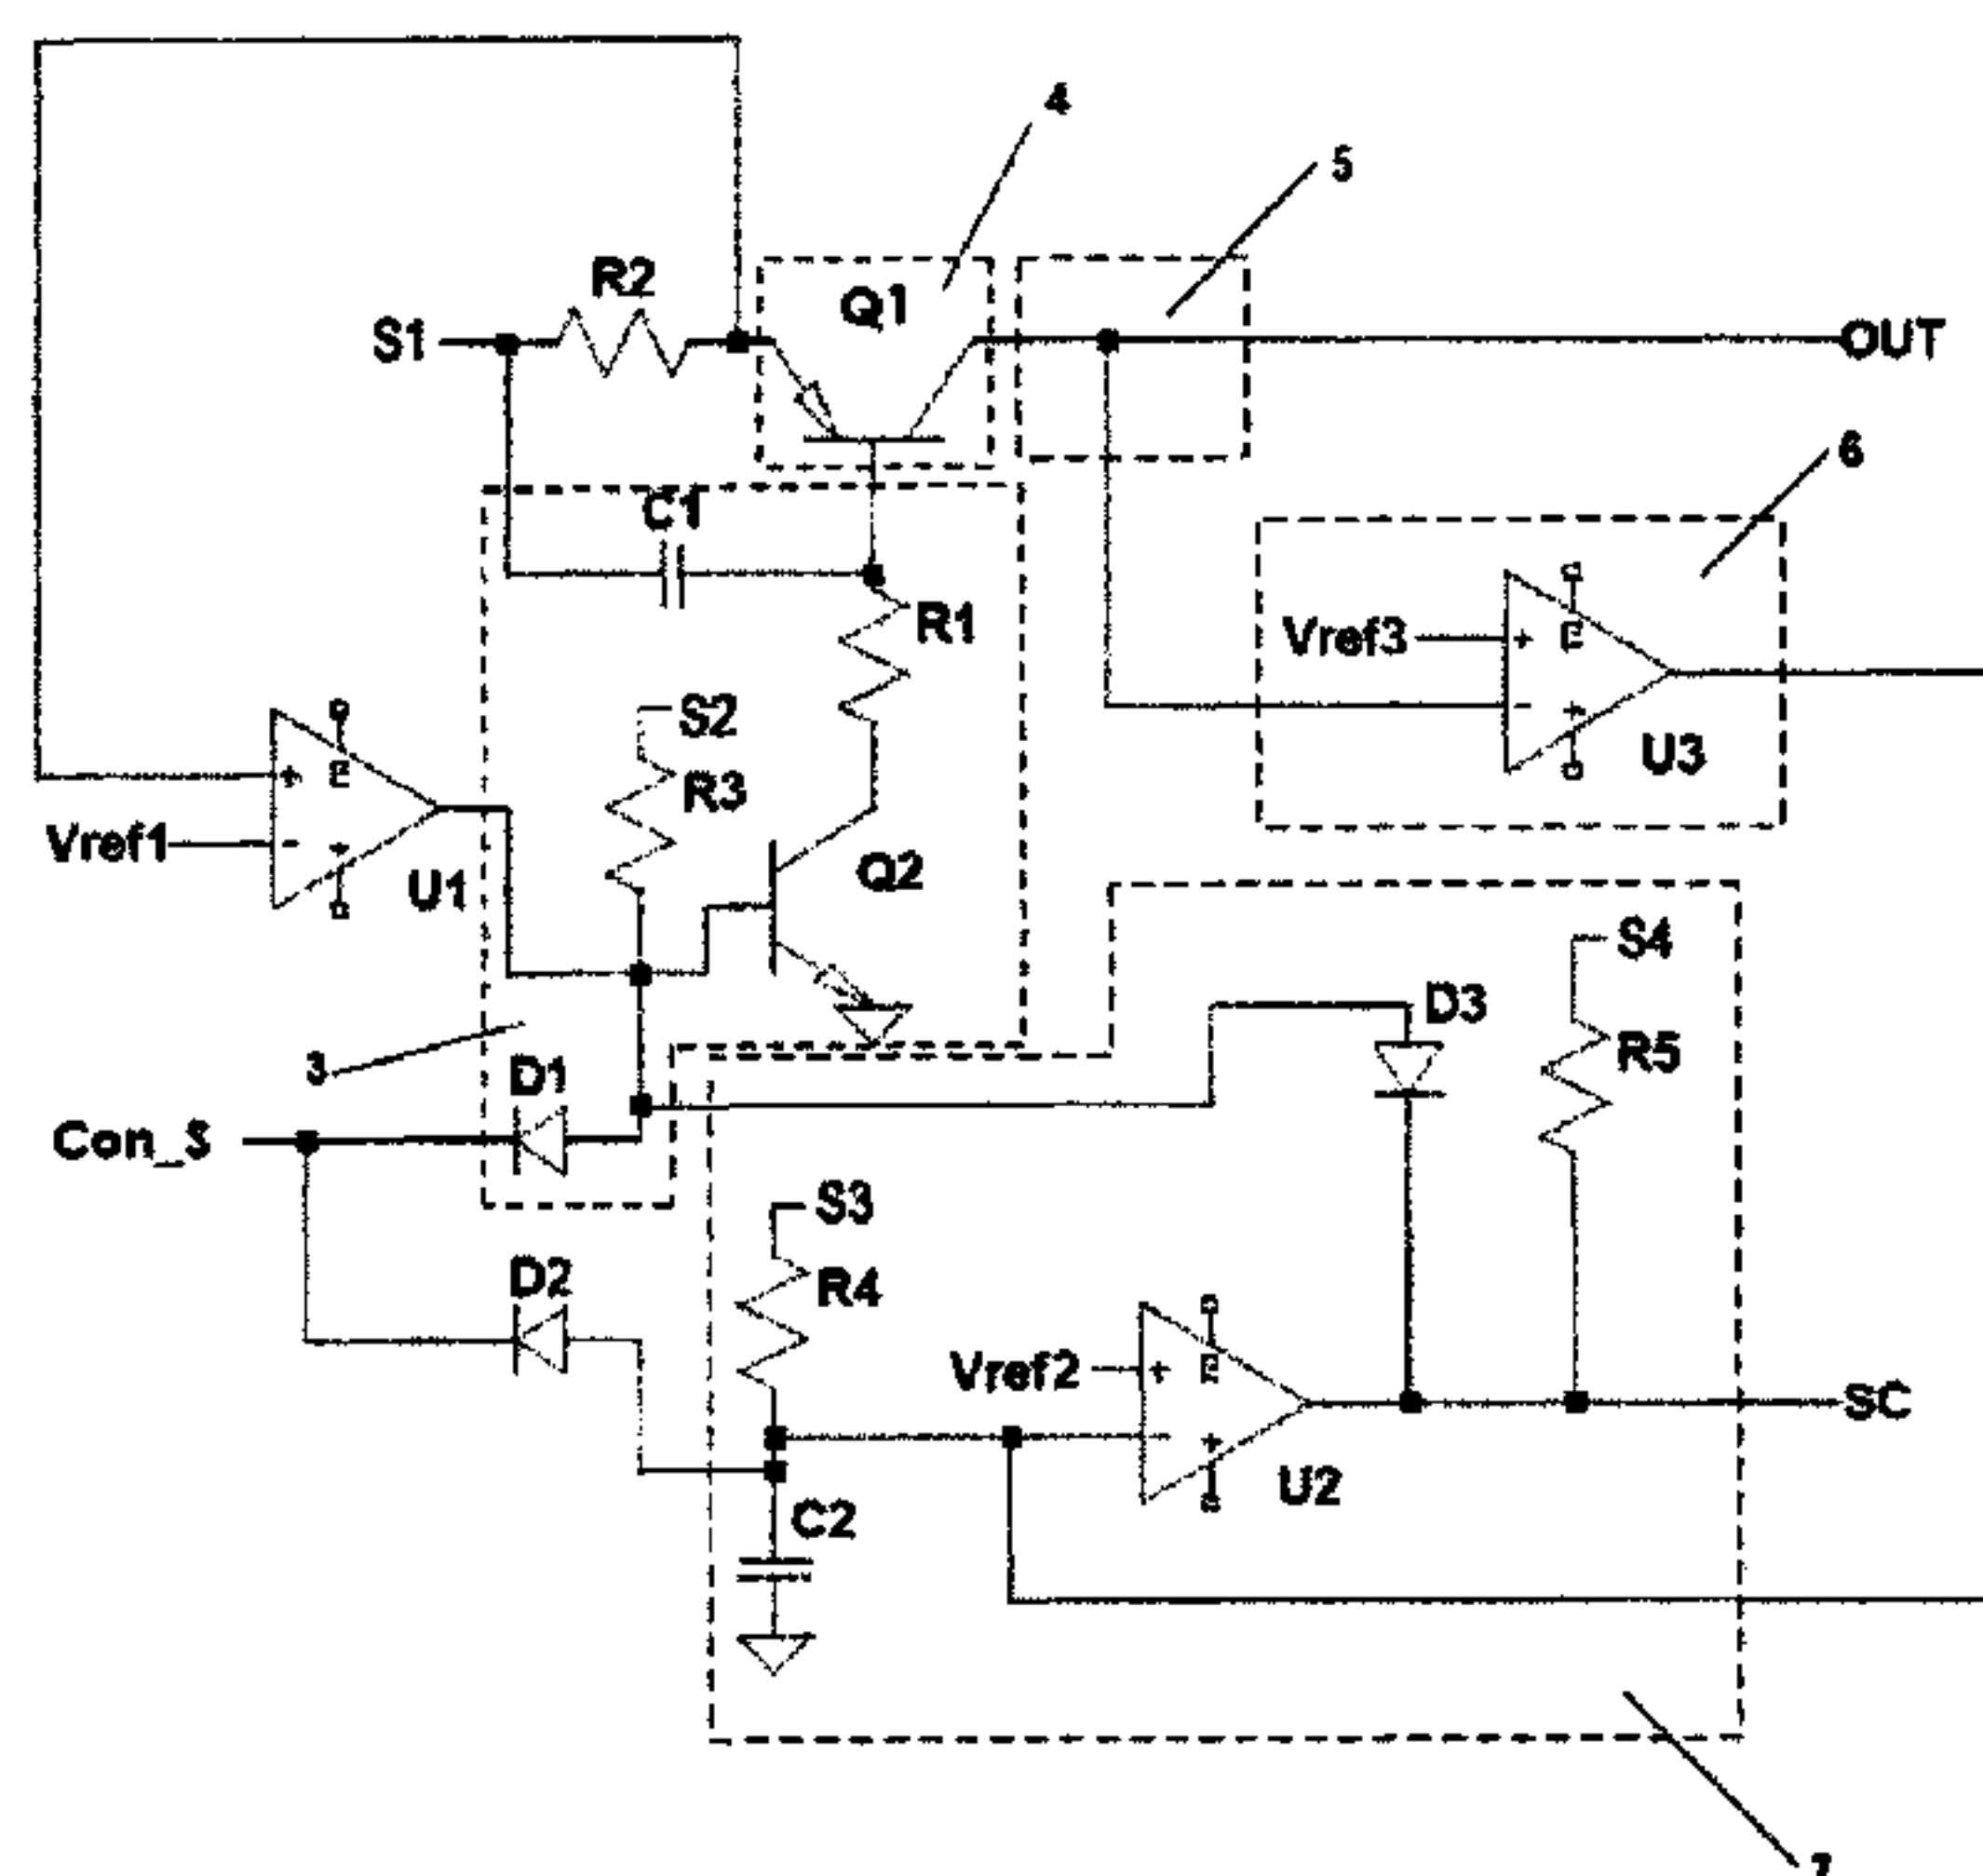 4
5
R2
Q1
S1
OUT
6
C1
R1
Vref3
+
E
-
+
U3
S2
R3
+
E
Vref1
-
+
U1
Q2
S4
D3
R5
3
D1
Con_S
S3
D2
R4
Vref2
+
E
SC
-
+
U2
C2
7